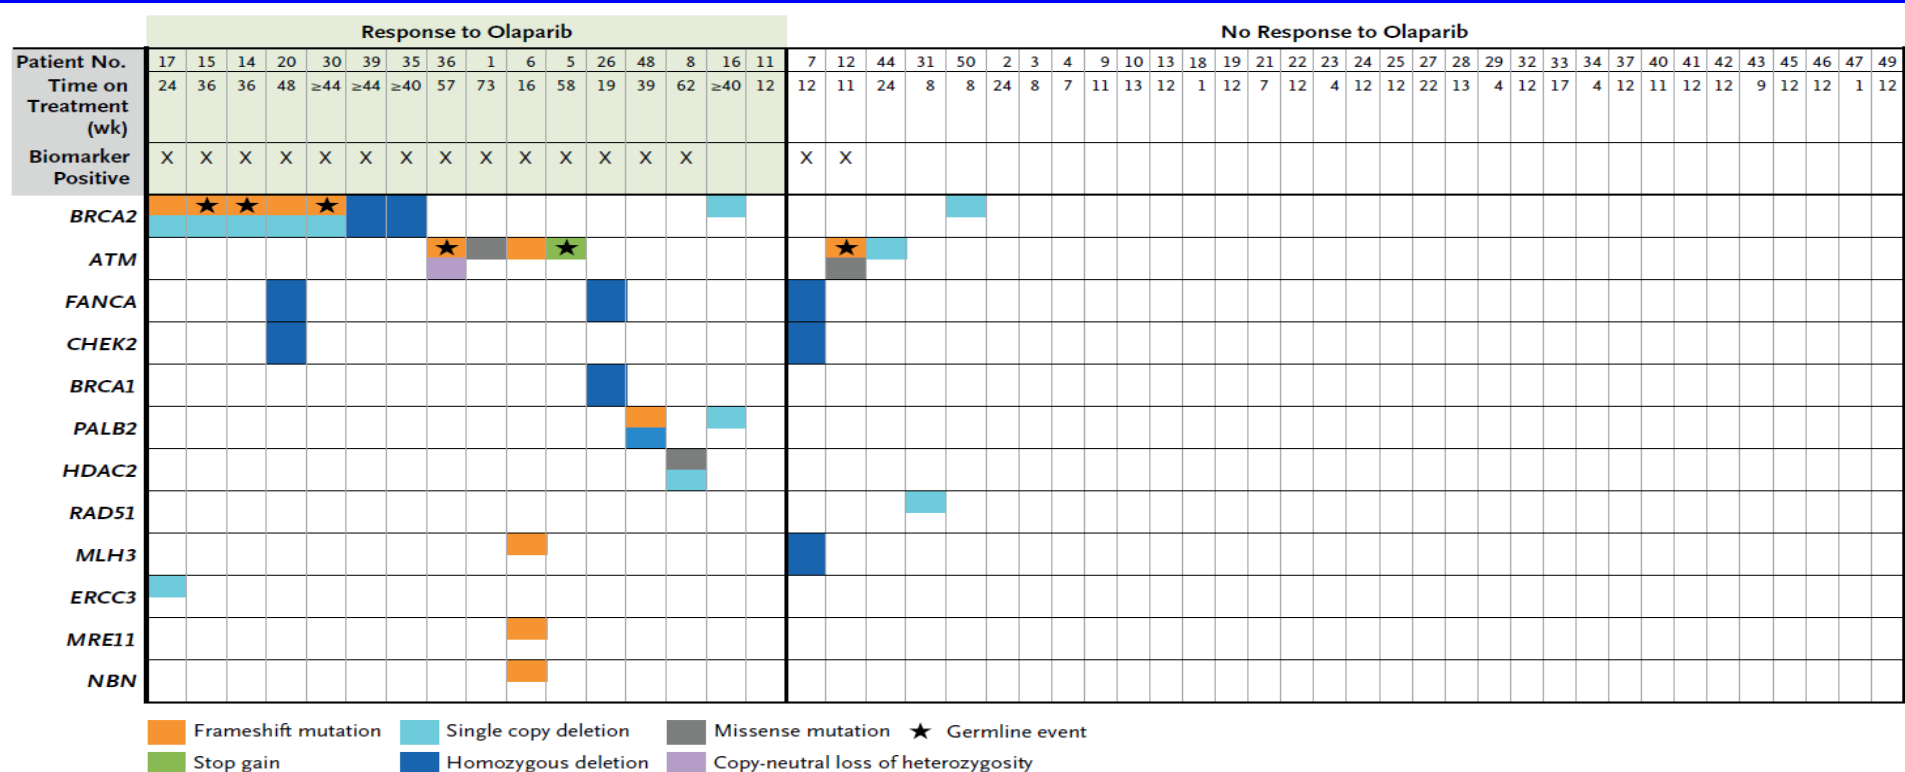 Response to Olaparib No Response to Olaparib
Patient No. 17 15 14 20 30 39 35 36 1 6 5 26 48 8 16 11 7 12 44 31 50 2 3 4 9 10 13 18 19 21 22 23 24 25 27 28 29 32 33 34 37 40 41 42 43 45 46 47 49
Time on 24 36 36 48 ≥44 ≥44 ≥40 57 73 16 58 19 39 62 ≥40 12 12 11 24 8 8 24 8 7 11 13 12 1 12 7 12 4 12 12 22 13 4 12 17 4 12 11 12 12 9 12 12 1 12
Treatment
(wk)
Biomarker X X X X X X X X X X X X X X X X
Positive
BRCA2
ATM
FANCA
CHEK2
BRCA1
PALB2
HDAC2
RAD51
MLH3
ERCC3
MRE11
NBN
Frameshift mutation Single copy deletion Missense mutation Germline event
Stop gain Homozygous deletion Copy-neutral loss of heterozygosity